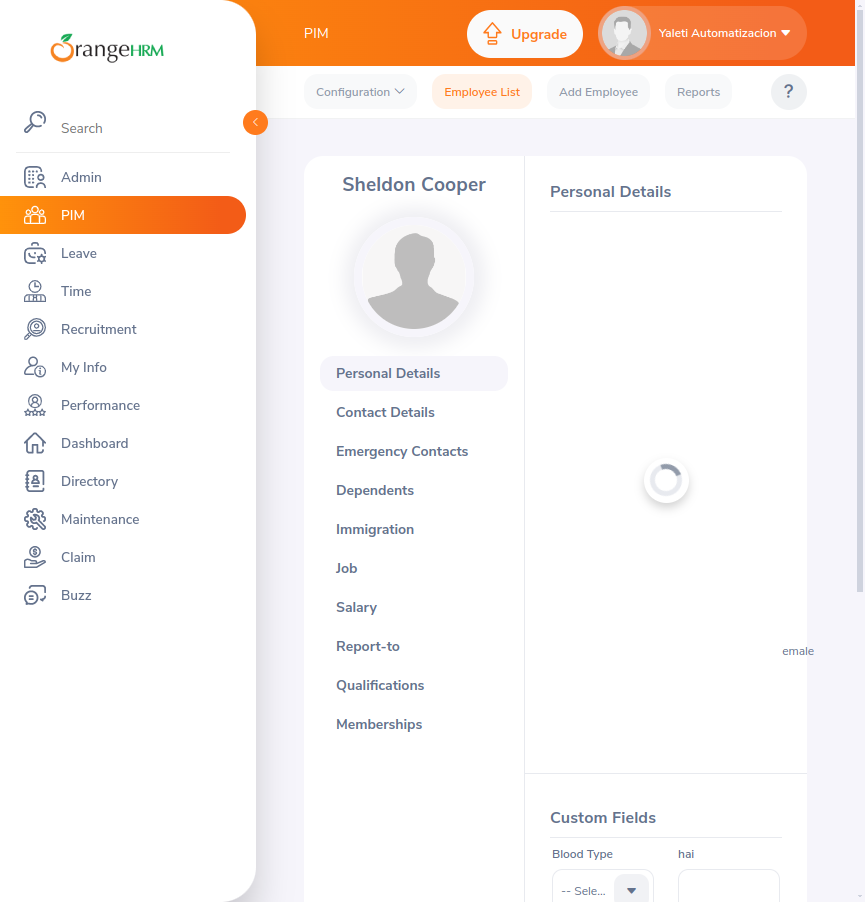 OrangeHRM
PIM
Upgrade
Yaleti Automatizacion
Configuration
Employee List
Add Employee
Reports
?
Search
Admin
PIM
Leave
Time
Recruitment
My Info
Performance
Dashboard
Directory
Maintenance
Claim
Buzz
Sheldon Cooper
Personal Details
Contact Details
Emergency Contacts
Dependents
Immigration
Job
Salary
Report-to
Qualifications
Memberships
Personal Details
emale
Custom Fields
Blood Type
hai
-- Sele...